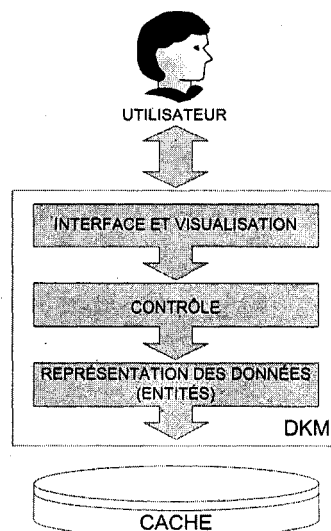 UTILISATEUR
INTERFACE ET VISUALISATION
CONTRÔLE
REPRÉSENTATION DES DONNÉES
(ENTITÉS)
DKM
CACHE